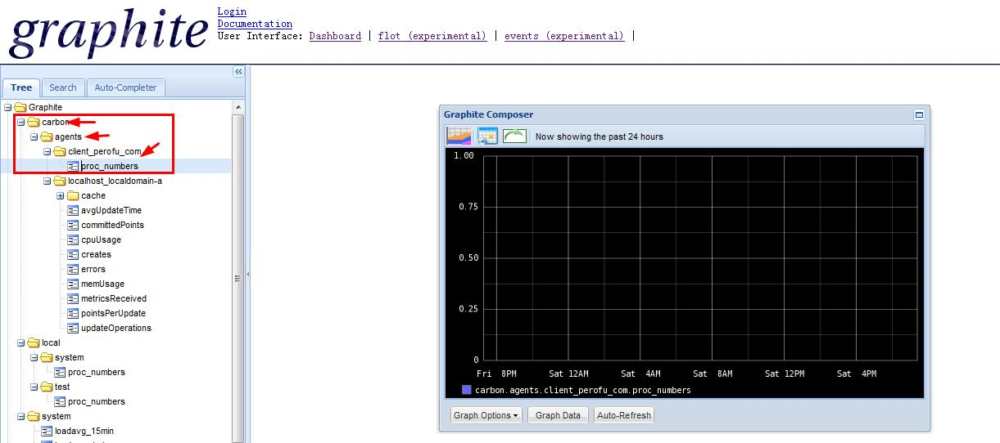 graphite
Login
Documentation
User Interface: Dashboard | flot (experimental) | events (experimental) |
Tree Search Auto-Completer
Graphite
carbon
agents
client_perofu_com
proc_numbers
localhost_localdomain-a
cache
avgUpdateTime
committedPoints
cpuUsage
creates
errors
memUsage
metricsReceived
pointsPerUpdate
updateOperations
local
system
proc_numbers
test
proc_numbers
system
loadavg_15min
Graphite Composer
Now showing the past 24 hours
1.00
0.75
0.50
0.25
0
Fri 8PM Sat 12AM Sat 4AM Sat 8AM Sat 12PM Sat 4PM
carbon.agents.client_perofu_com.proc_numbers
Graph Options Graph Data Auto-Refresh